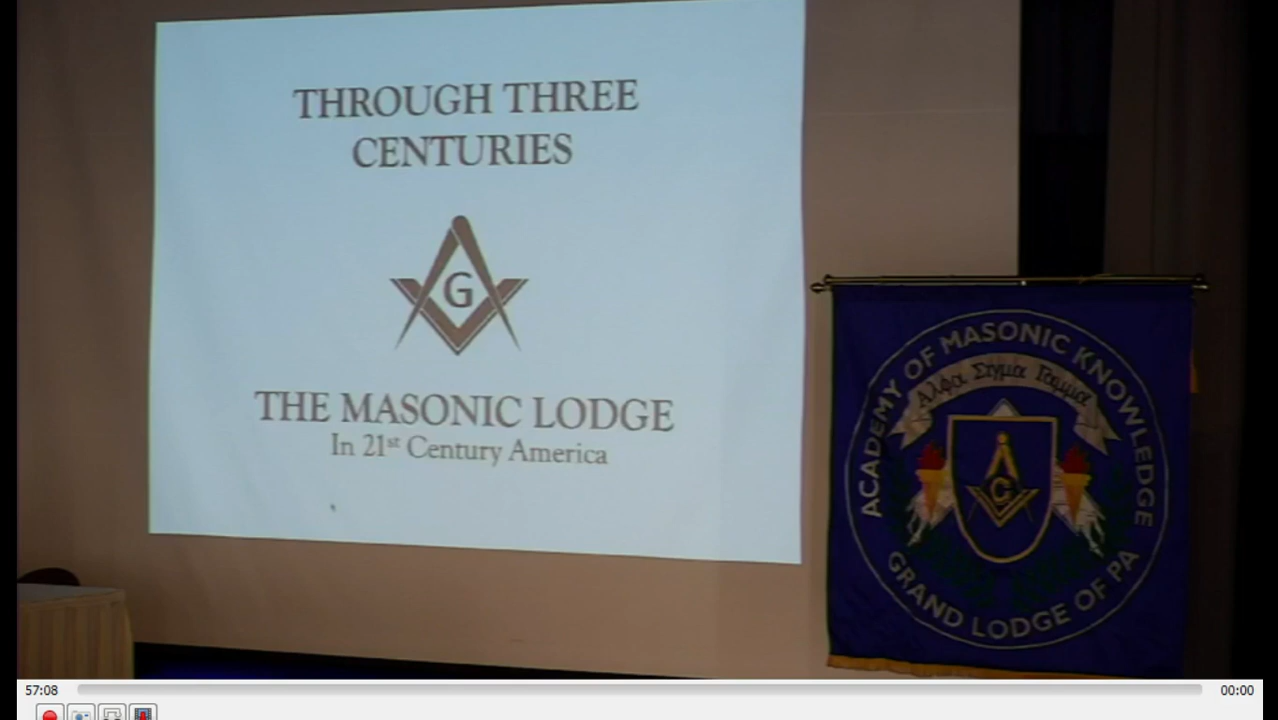 THROUGH THREE
CENTURIES
G
THE MASONIC LODGE
In 21st Century America
ACADEMY OF MASONIC KNOWLEDGE
Αλφα Σιγμα Γαμμα
G
GRAND LODGE OF PA
57:08
00:00